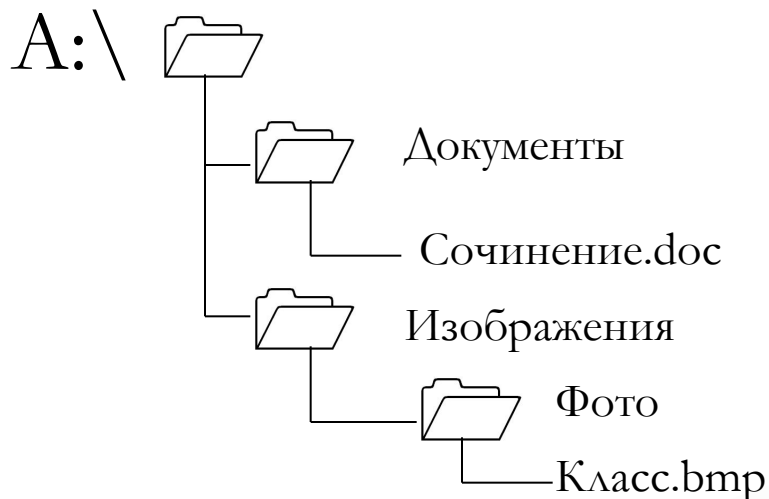 A:\
Документы
Сочинение.doc
Изображения
Фото
Класс.bmp